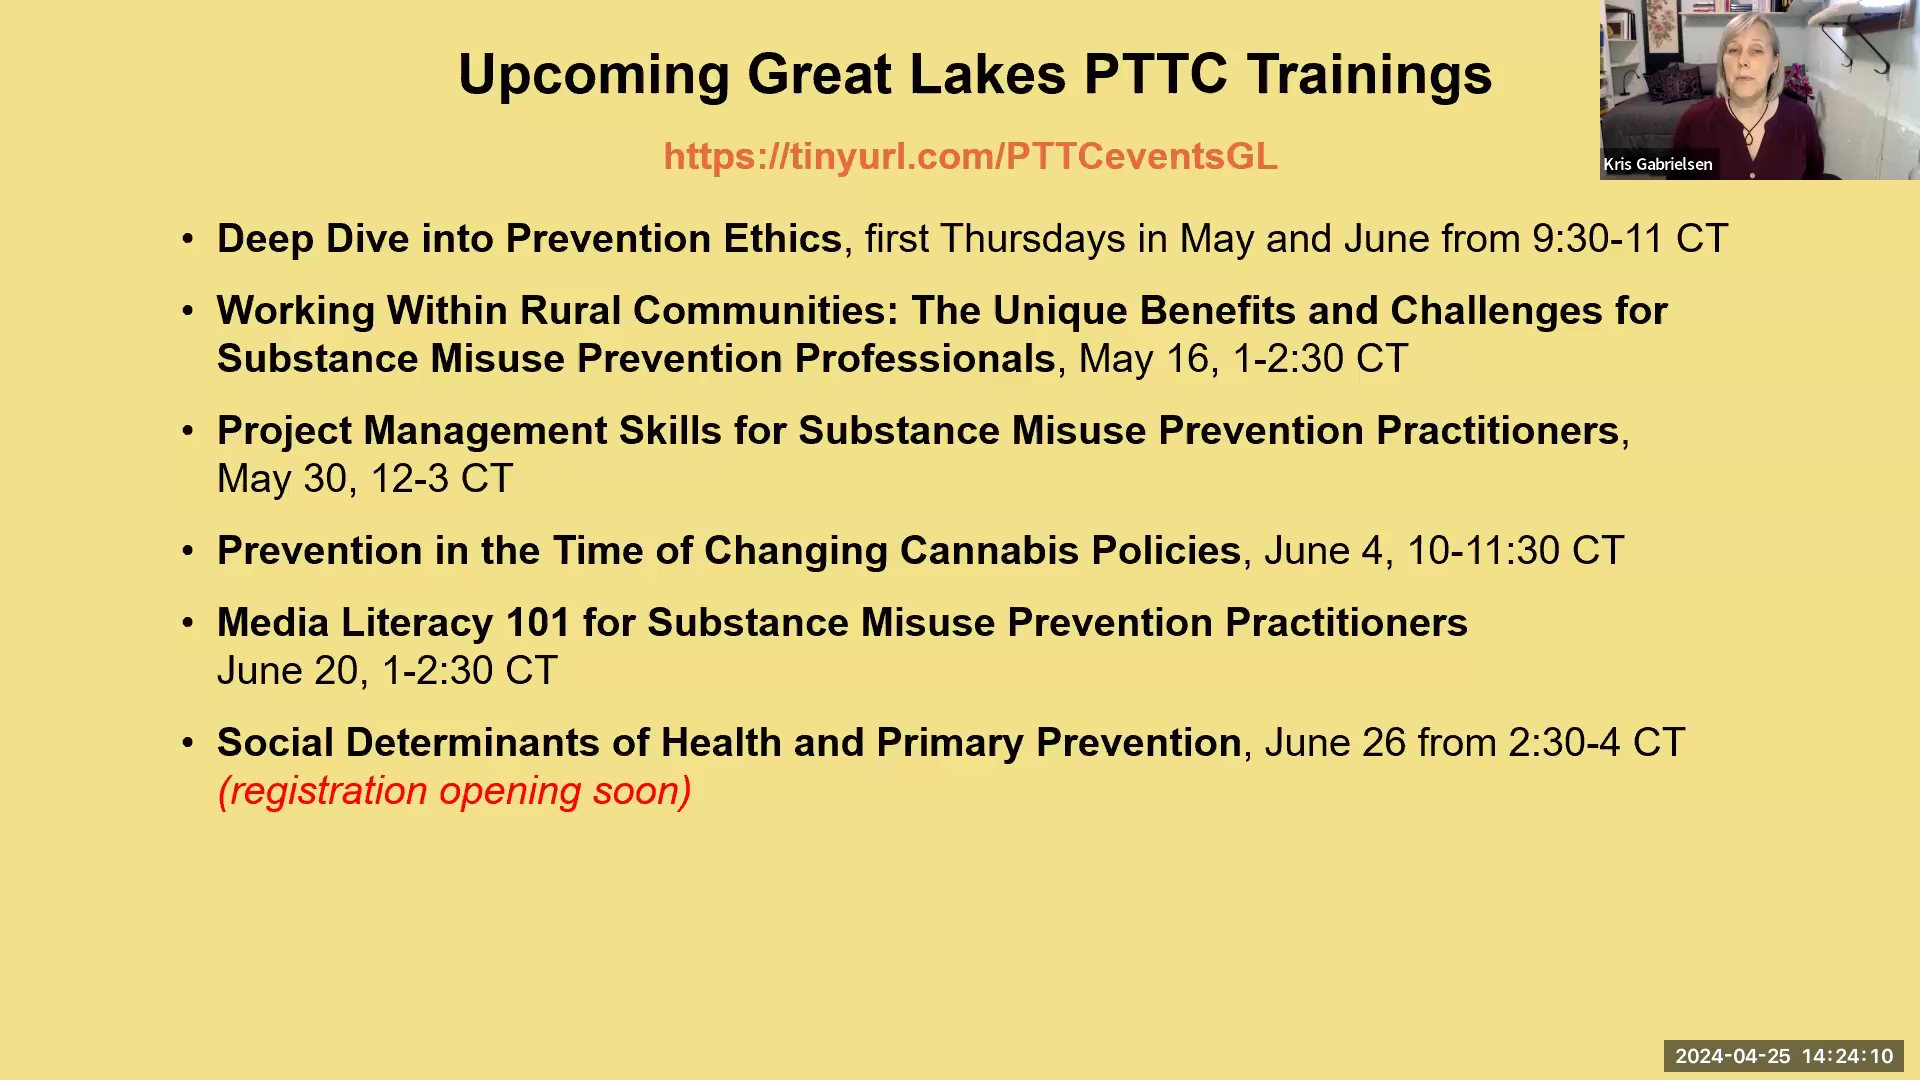 Upcoming Great Lakes PTTC Trainings
https://tinyurl.com/PTTCeventsGL
Kris Gabrielsen
• Deep Dive into Prevention Ethics, first Thursdays in May and June from 9:30-11 CT
• Working Within Rural Communities: The Unique Benefits and Challenges for
Substance Misuse Prevention Professionals, May 16, 1-2:30 CT
• Project Management Skills for Substance Misuse Prevention Practitioners,
May 30, 12-3 CT
• Prevention in the Time of Changing Cannabis Policies, June 4, 10-11:30 CT
• Media Literacy 101 for Substance Misuse Prevention Practitioners
June 20, 1-2:30 CT
• Social Determinants of Health and Primary Prevention, June 26 from 2:30-4 CT
(registration opening soon)
2024-04-25 14:24:10